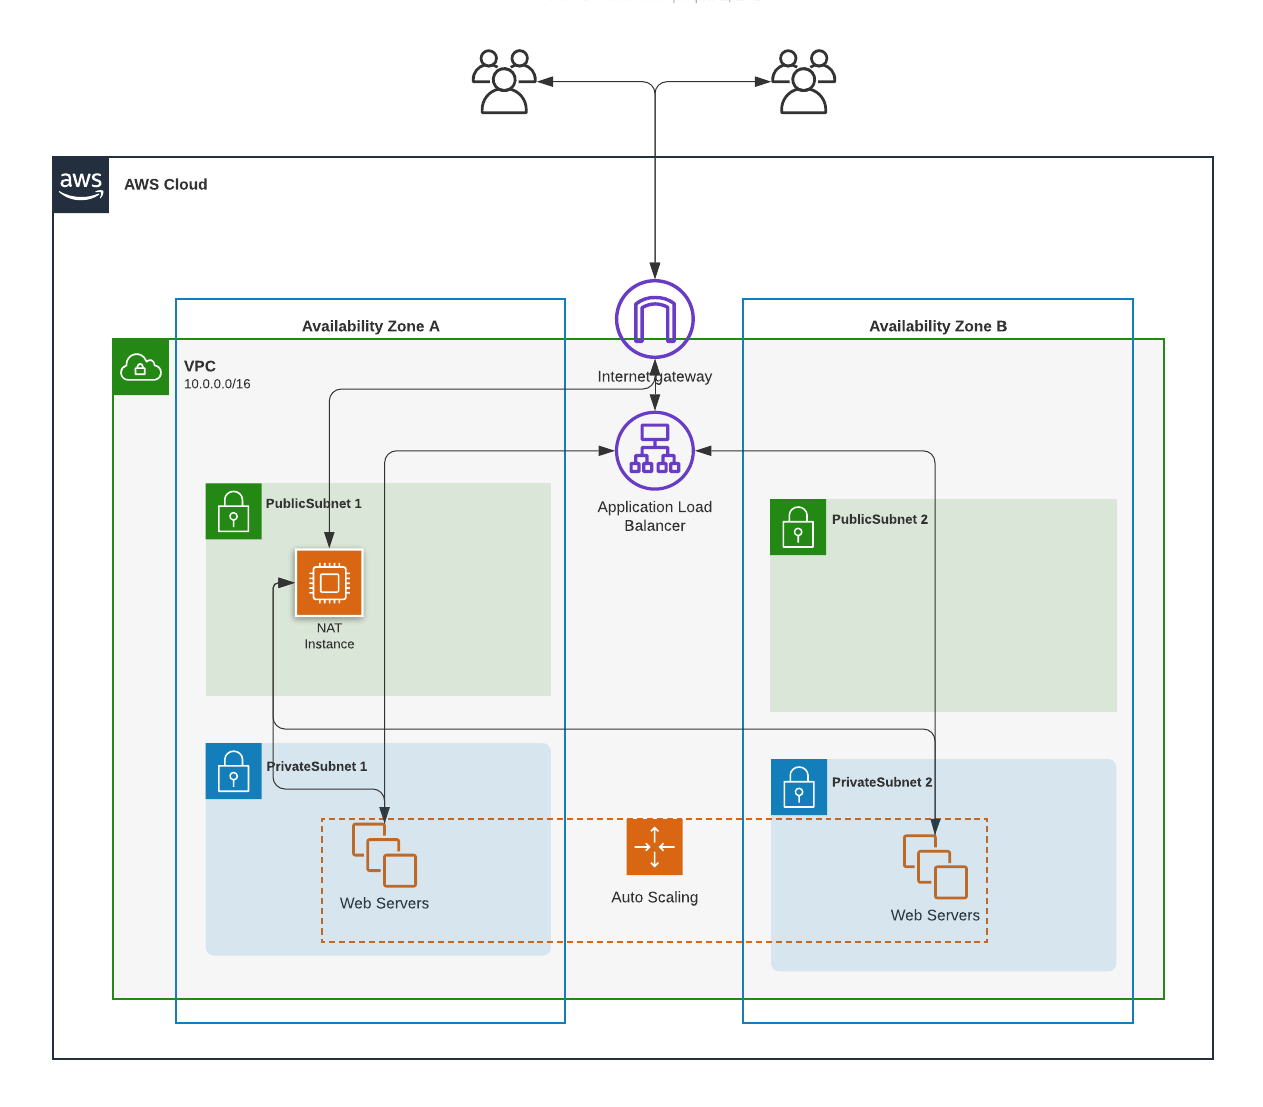 aws
AWS Cloud
Availability Zone A
Availability Zone B
VPC
10.0.0.0/16
Internet gateway
Application Load
Balancer
PublicSubnet 1
PublicSubnet 2
NAT
Instance
PrivateSubnet 1
PrivateSubnet 2
Web Servers
Auto Scaling
Web Servers